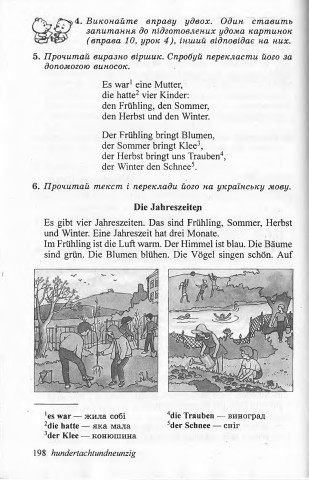 4. Виконайте вправу удвох. Один ставить
запитання до підготовлених удома картинок
(вправа 10, урок 4), інший відповідає на них.
5. Прочитай виразно віршик. Спробуй перекласти його за
допомогою виносок.
Es war¹ eine Mutter,
die hatte² vier Kinder:
den Frühling, den Sommer,
den Herbst und den Winter.
Der Frühling bringt Blumen,
der Sommer bringt Klee³,
der Herbst bringt uns Trauben⁴,
der Winter den Schnee⁵.
6. Прочитай текст і переклади його на українську мову.
Die Jahreszeiten
Es gibt vier Jahreszeiten. Das sind Frühling, Sommer, Herbst
und Winter. Eine Jahreszeit hat drei Monate.
Im Frühling ist die Luft warm. Der Himmel ist blau. Die Bäume
sind grün. Die Blumen blühen. Die Vögel singen schön. Auf
¹es war — жила собі
²die hatte — яка мала
³der Klee — конюшина
⁴die Trauben — виноград
⁵der Schnee — сніг
198 hundertachtundneunzig